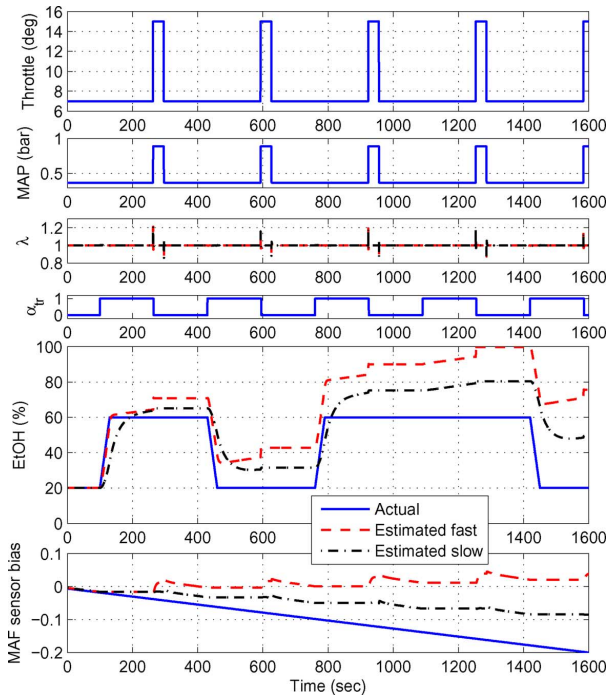 Throttle (deg)
16
14
12
10
8
6
0 200 400 600 800 1000 1200 1400 1600
MAP (bar)
1
0.5
0 200 400 600 800 1000 1200 1400 1600
λ
1.2
1
0.8
0 200 400 600 800 1000 1200 1400 1600
α_tr
1
0
0 200 400 600 800 1000 1200 1400 1600
EtOH (%)
100
80
60
40
20
0
0 200 400 600 1400 1600
Actual
Estimated fast
Estimated slow
MAF sensor bias
0.1
0
-0.1
-0.2
0 200 400 600 800 1000 1200 1400 1600
Time (sec)